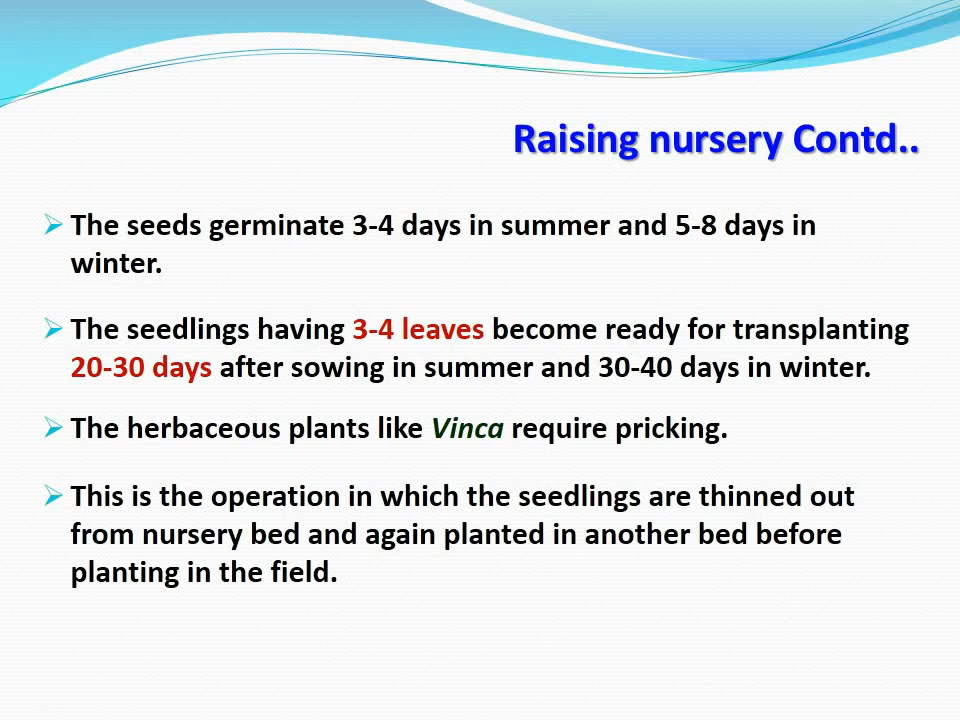 Raising nursery Contd..
The seeds germinate 3-4 days in summer and 5-8 days in
winter.
The seedlings having 3-4 leaves become ready for transplanting
20-30 days after sowing in summer and 30-40 days in winter.
The herbaceous plants like Vinca require pricking.
This is the operation in which the seedlings are thinned out
from nursery bed and again planted in another bed before
planting in the field.